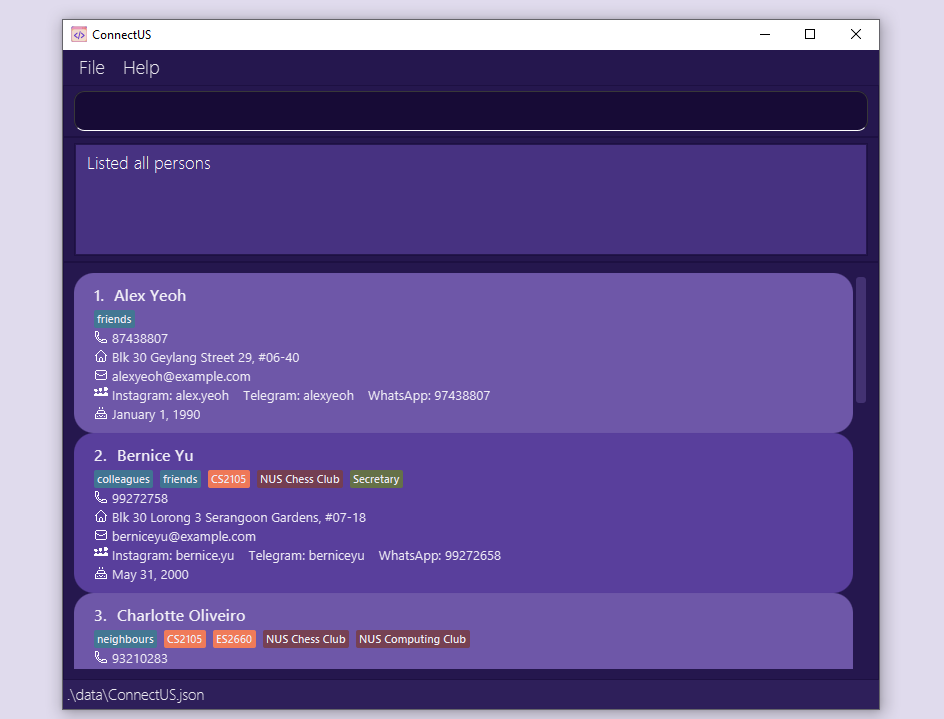 ConnectUS
File Help
Listed all persons
1. Alex Yeoh
friends
87438807
Blk 30 Geylang Street 29, #06-40
alexyeoh@example.com
Instagram: alex.yeoh Telegram: alexyeoh WhatsApp: 97438807
January 1, 1990
2. Bernice Yu
colleagues friends CS2105 NUS Chess Club Secretary
99272758
Blk 30 Lorong 3 Serangoon Gardens, #07-18
berniceyu@example.com
Instagram: bernice.yu Telegram: berniceyu WhatsApp: 99272658
May 31, 2000
3. Charlotte Oliveiro
neighbours CS2105 ES2660 NUS Chess Club NUS Computing Club
93210283
.\data\ConnectUS.json